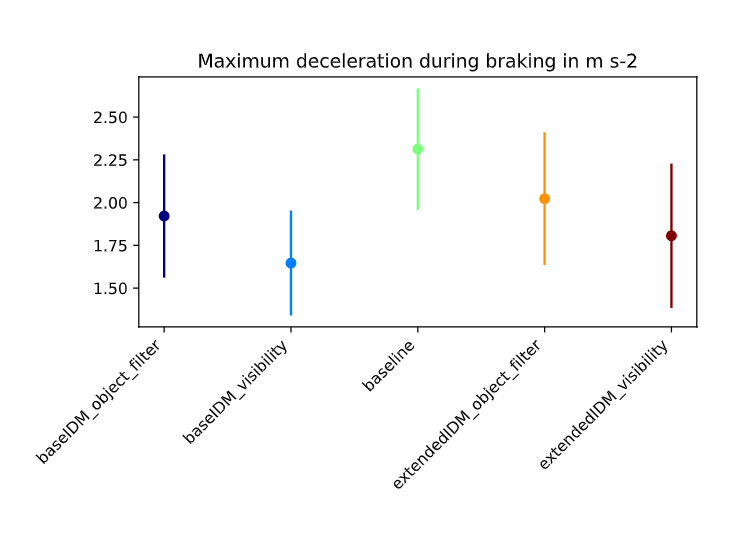 Maximum deceleration during braking in m s-2
2.50
2.25
2.00
1.75
1.50
baseIDM_object_filter
baseIDM_visibility
baseline
extendedIDM_object_filter
extendedIDM_visibility